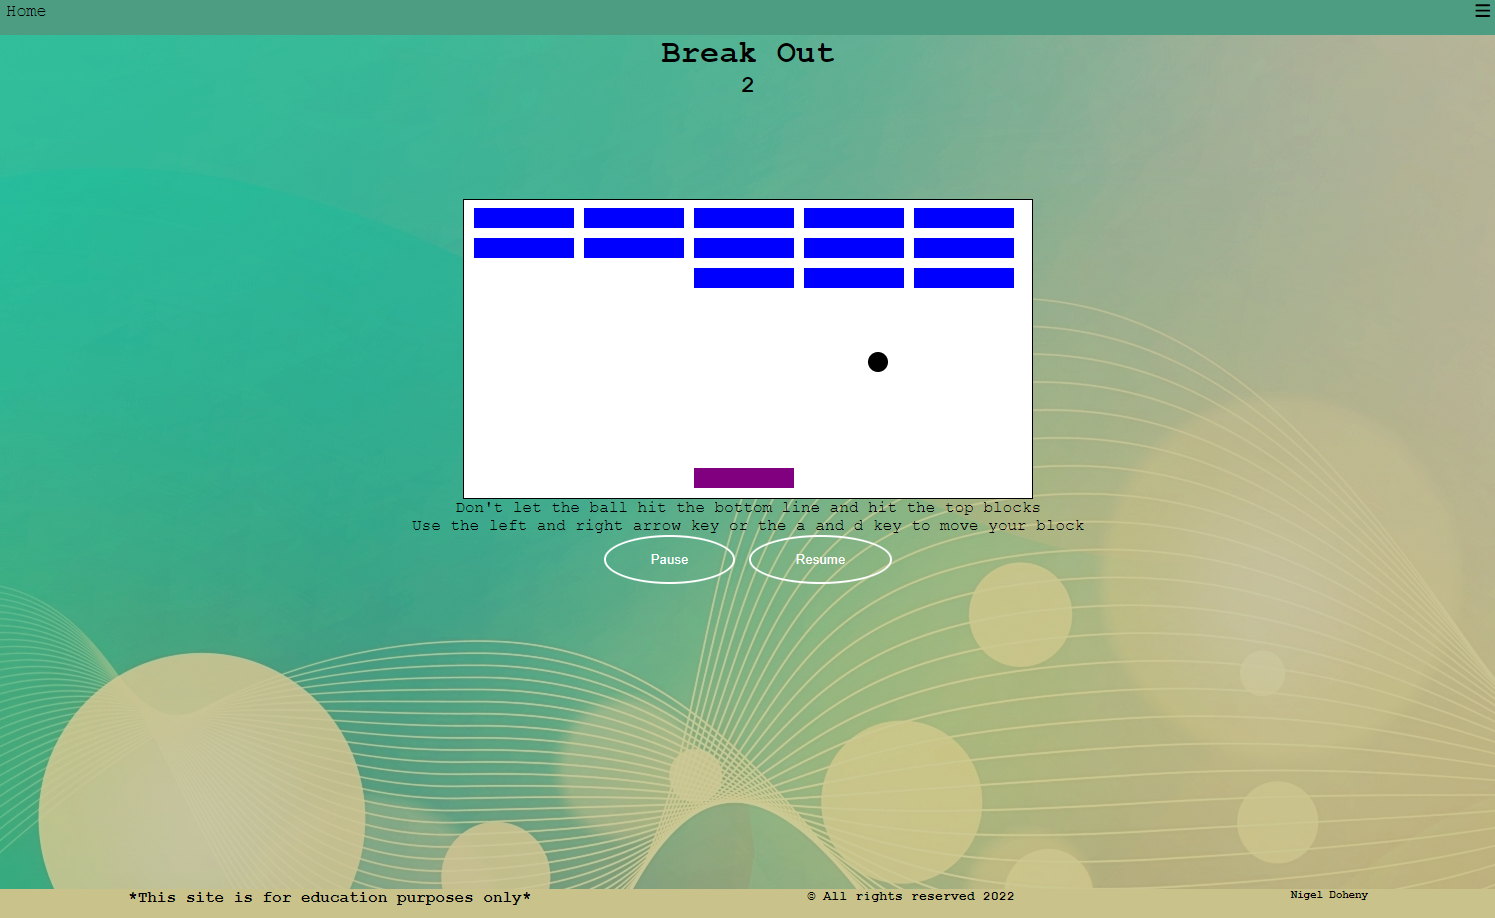 Home
Break Out
2
Don't let the ball hit the bottom line and hit the top blocks
Use the left and right arrow key or the a and d key to move your block
Pause
Resume
*This site is for education purposes only*
© All rights reserved 2022
Nigel Doheny